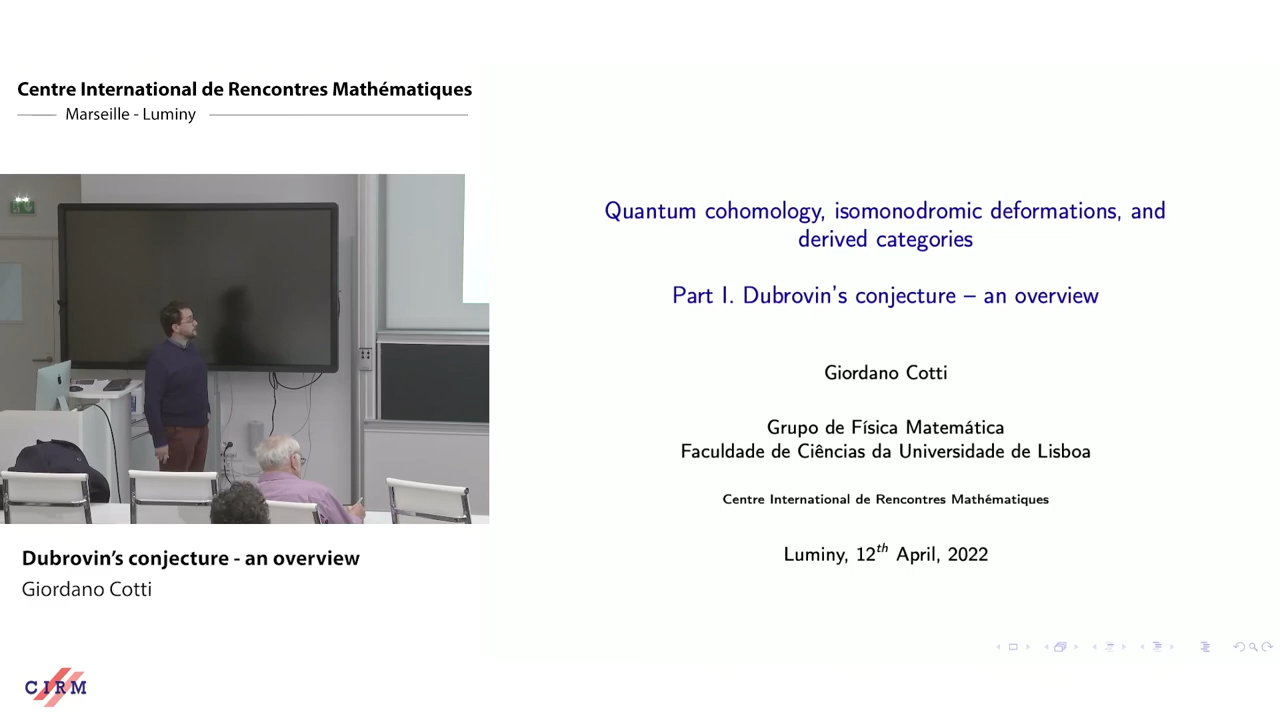 Centre International de Rencontres Mathématiques
Marseille - Luminy
Quantum cohomology, isomonodromic deformations, and
derived categories
Part I. Dubrovin's conjecture – an overview
Giordano Cotti
Grupo de Física Matemática
Faculdade de Ciências da Universidade de Lisboa
Centre International de Rencontres Mathématiques
Luminy, 12th April, 2022
Dubrovin's conjecture - an overview
Giordano Cotti
CIRM